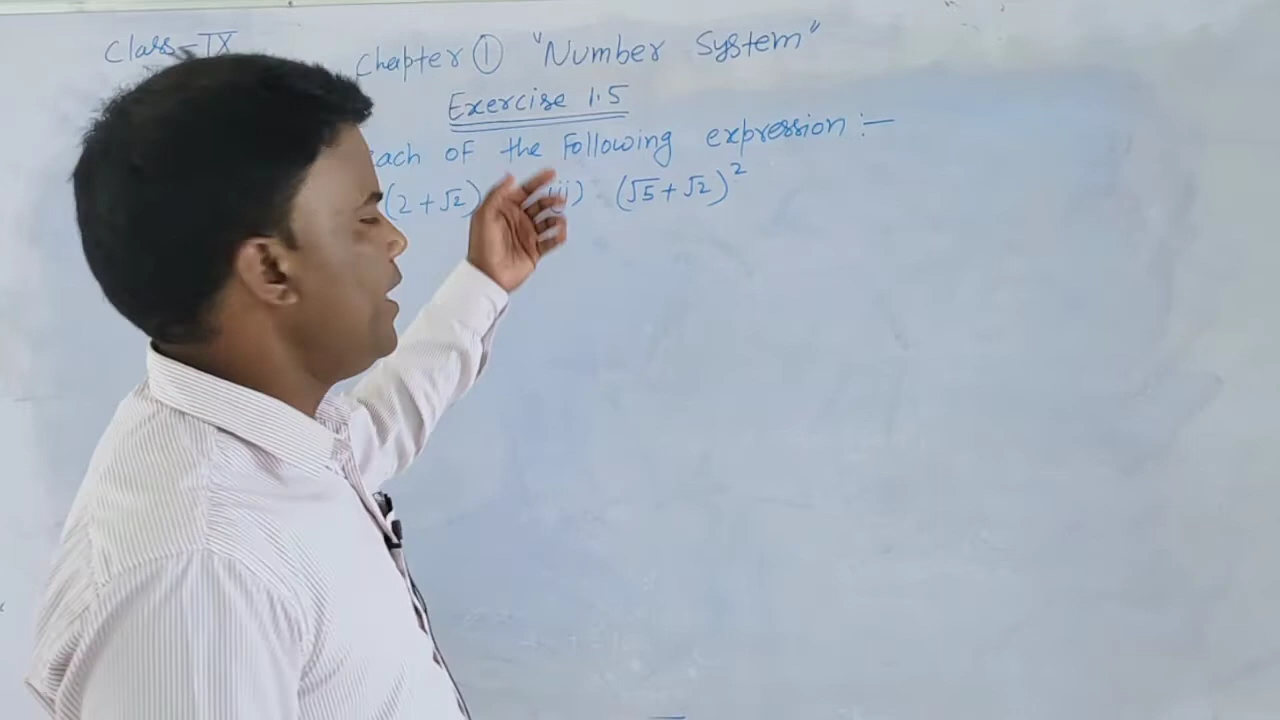 Class - IX
Chapter ① "Number System"
Exercise 1.5
each of the Following expression :-
(2 + √2) (ii) (√5 + √2)²